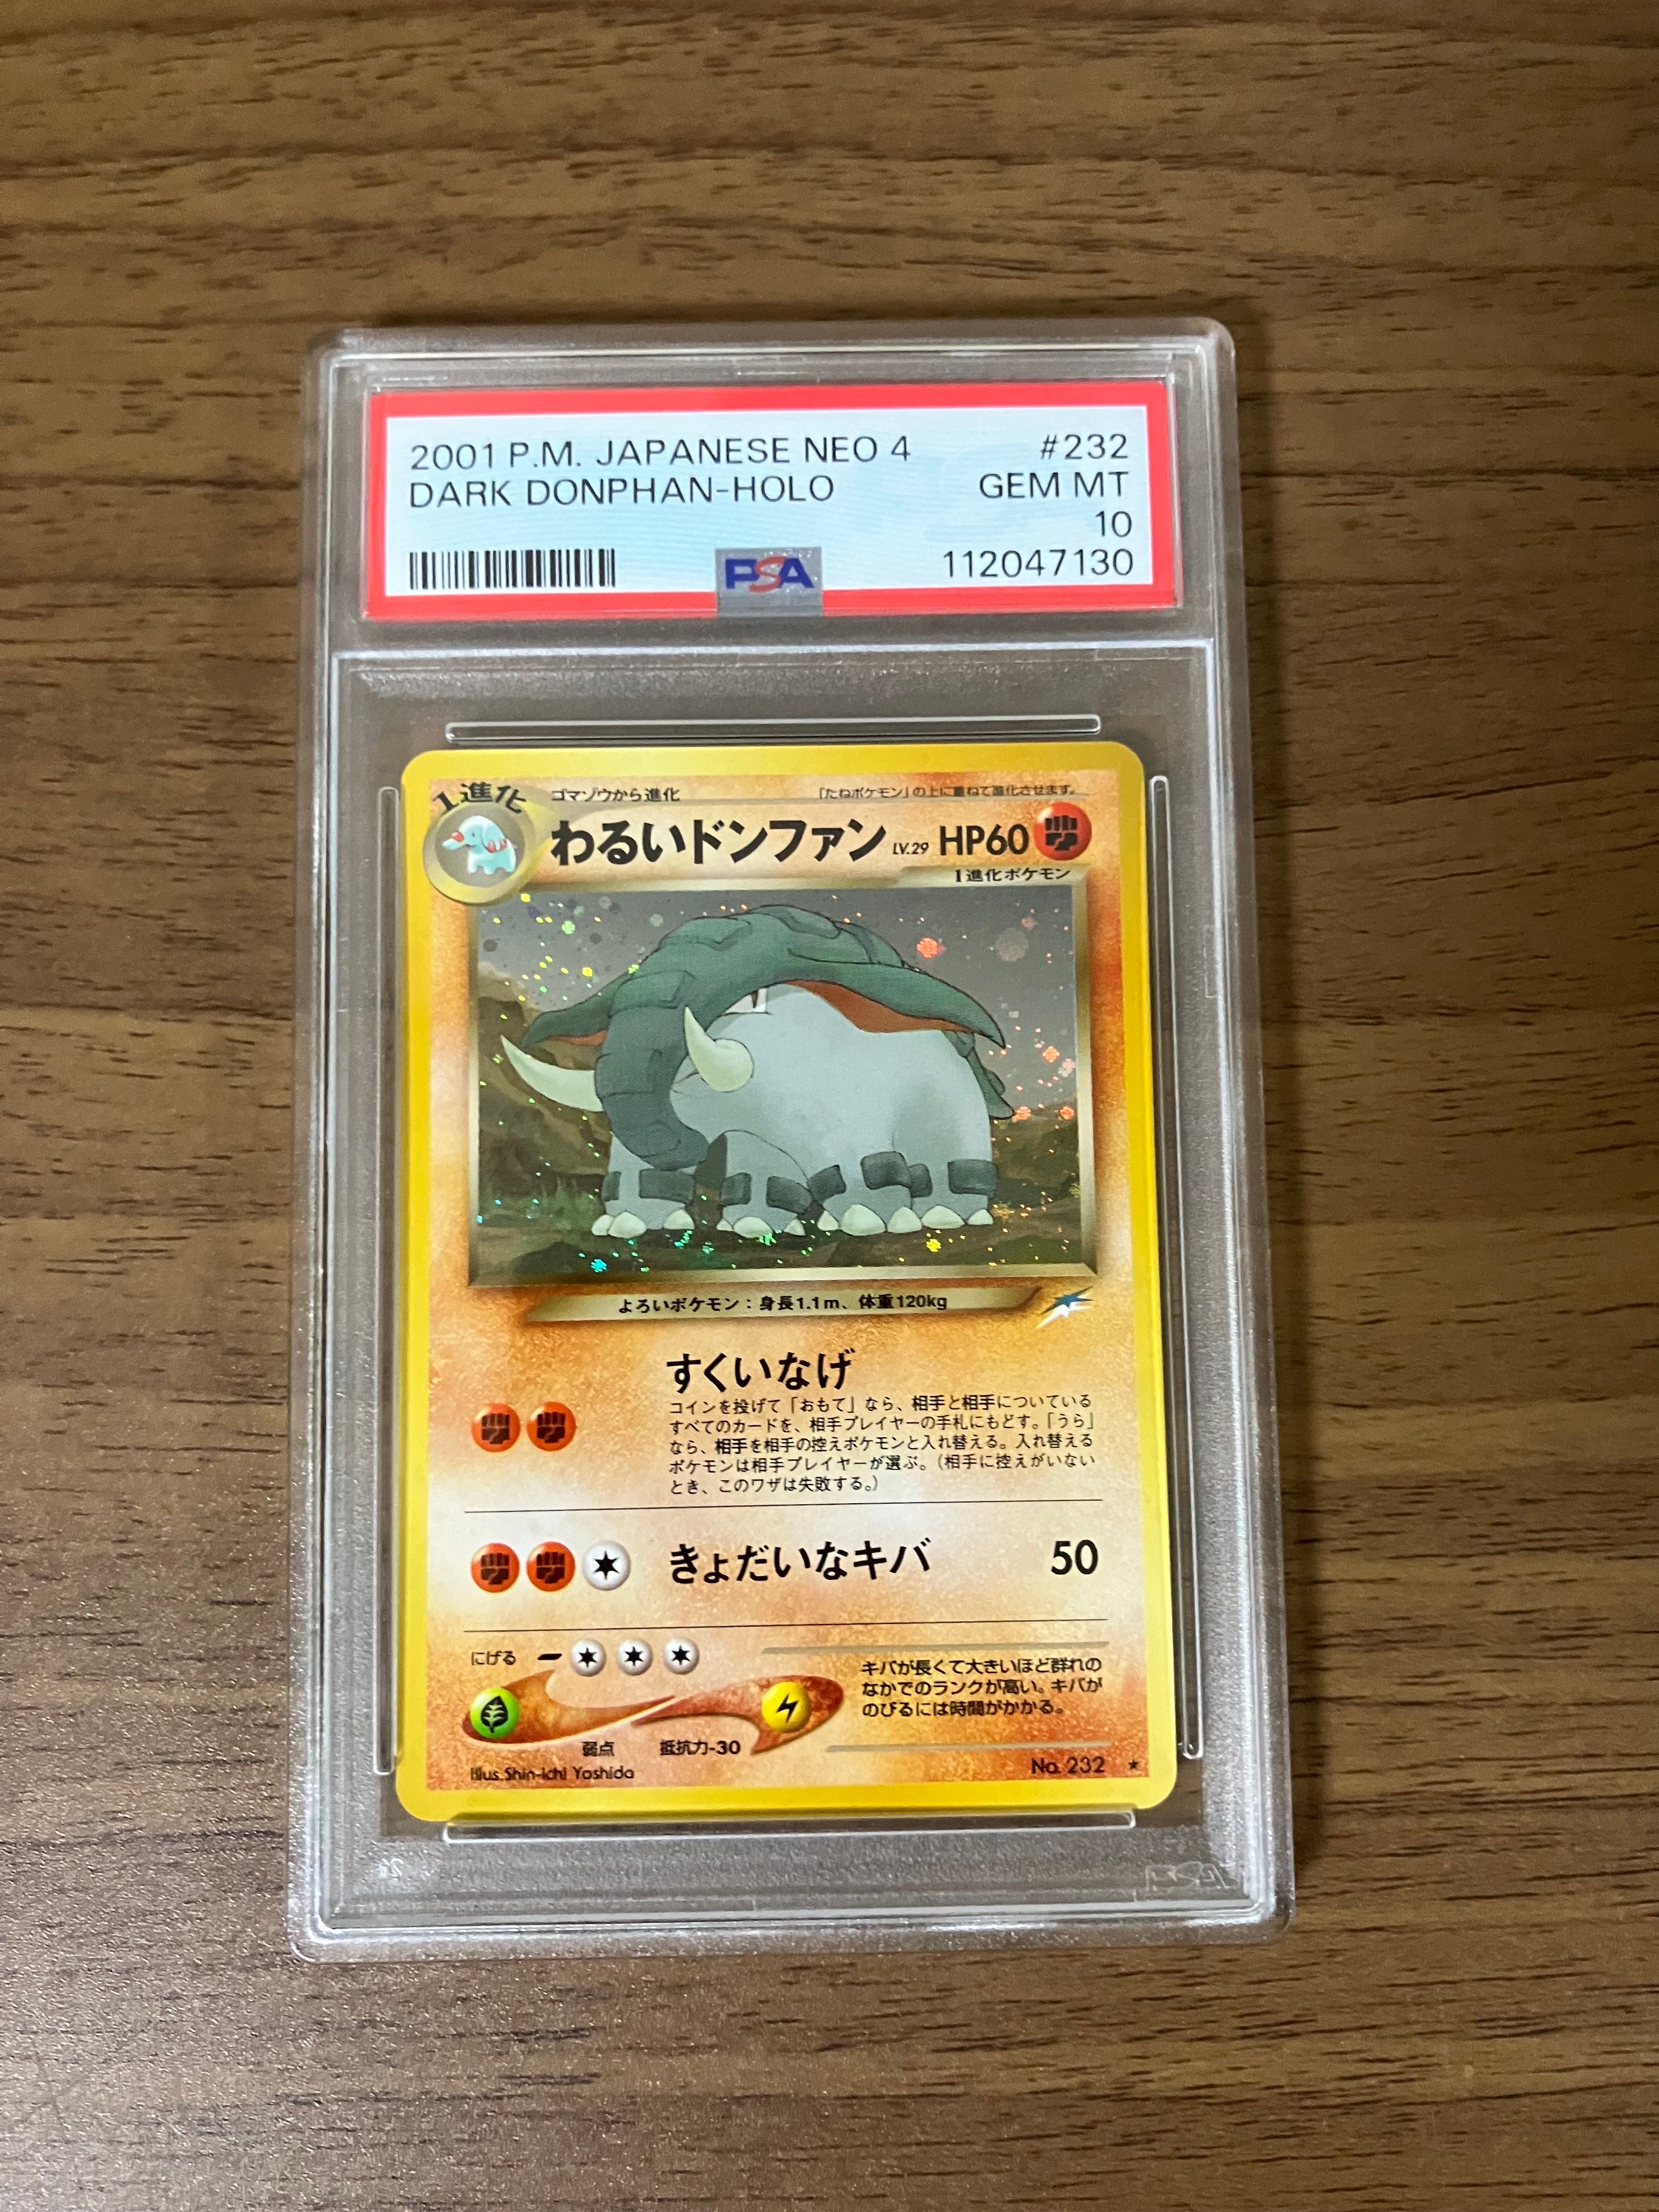 2001 P.M. JAPANESE NEO 4 #232
DARK DONPHAN-HOLO GEM MT
10
PSA 112047130
1進化 ゴマゾウから進化 「たねポケモン」の上に重ねて進化させます。
わるいドンファン LV.29 HP60
1進化ポケモン
よろいポケモン：身長1.1m、体重120kg
すくいなげ
コインを投げて「おもて」なら、相手と相手についている
すべてのカードを、相手プレイヤーの手札にもどす。「うら」
なら、相手を相手の控えポケモンと入れ替える。入れ替える
ポケモンは相手プレイヤーが選ぶ。（相手に控えがいない
とき、このワザは失敗する。）
きょだいなキバ 50
にげる
キバが長くて大きいほど群れの
なかでのランクが高い。キバが
のびるには時間がかかる。
弱点 抵抗力-30
Illus. Shin-ichi Yoshida No. 232 ★
PSA